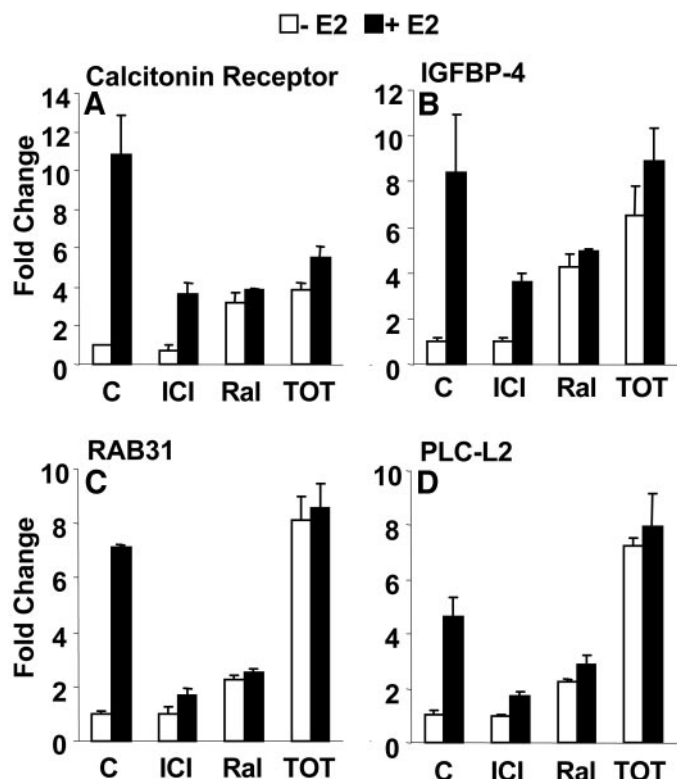 - E2 + E2
Calcitonin Receptor
A
Fold Change
14
12
10
8
6
4
2
0
C ICI Ral TOT
IGFBP-4
B
12
10
8
6
4
2
0
C ICI Ral TOT
RAB31
C
Fold Change
10
8
6
4
2
0
C ICI Ral TOT
PLC-L2
D
10
8
6
4
2
0
C ICI Ral TOT